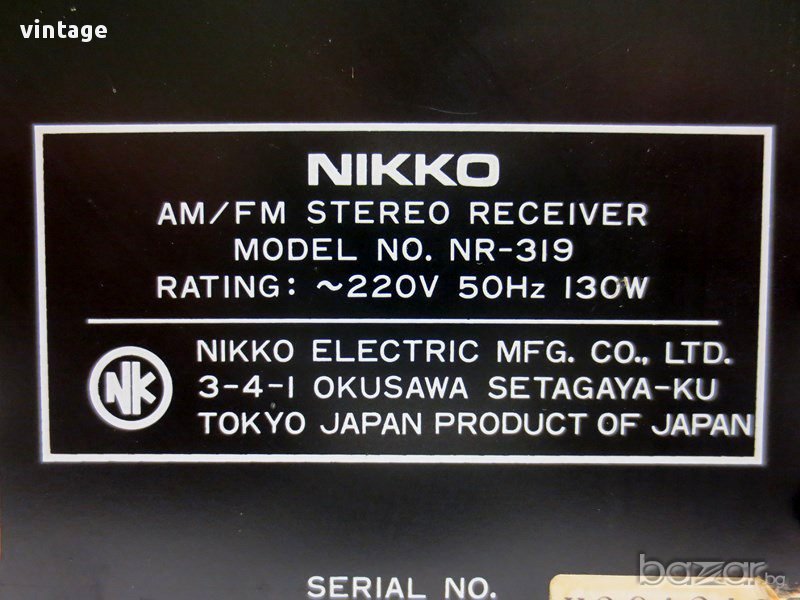 vintage
NIKKO
AM/FM STEREO RECEIVER
MODEL NO. NR-319
RATING: ~220V 50Hz 130W
NK
NIKKO ELECTRIC MFG. CO., LTD.
3-4-1 OKUSAWA SETAGAYA-KU
TOKYO JAPAN PRODUCT OF JAPAN
SERIAL NO.
bazar.bg